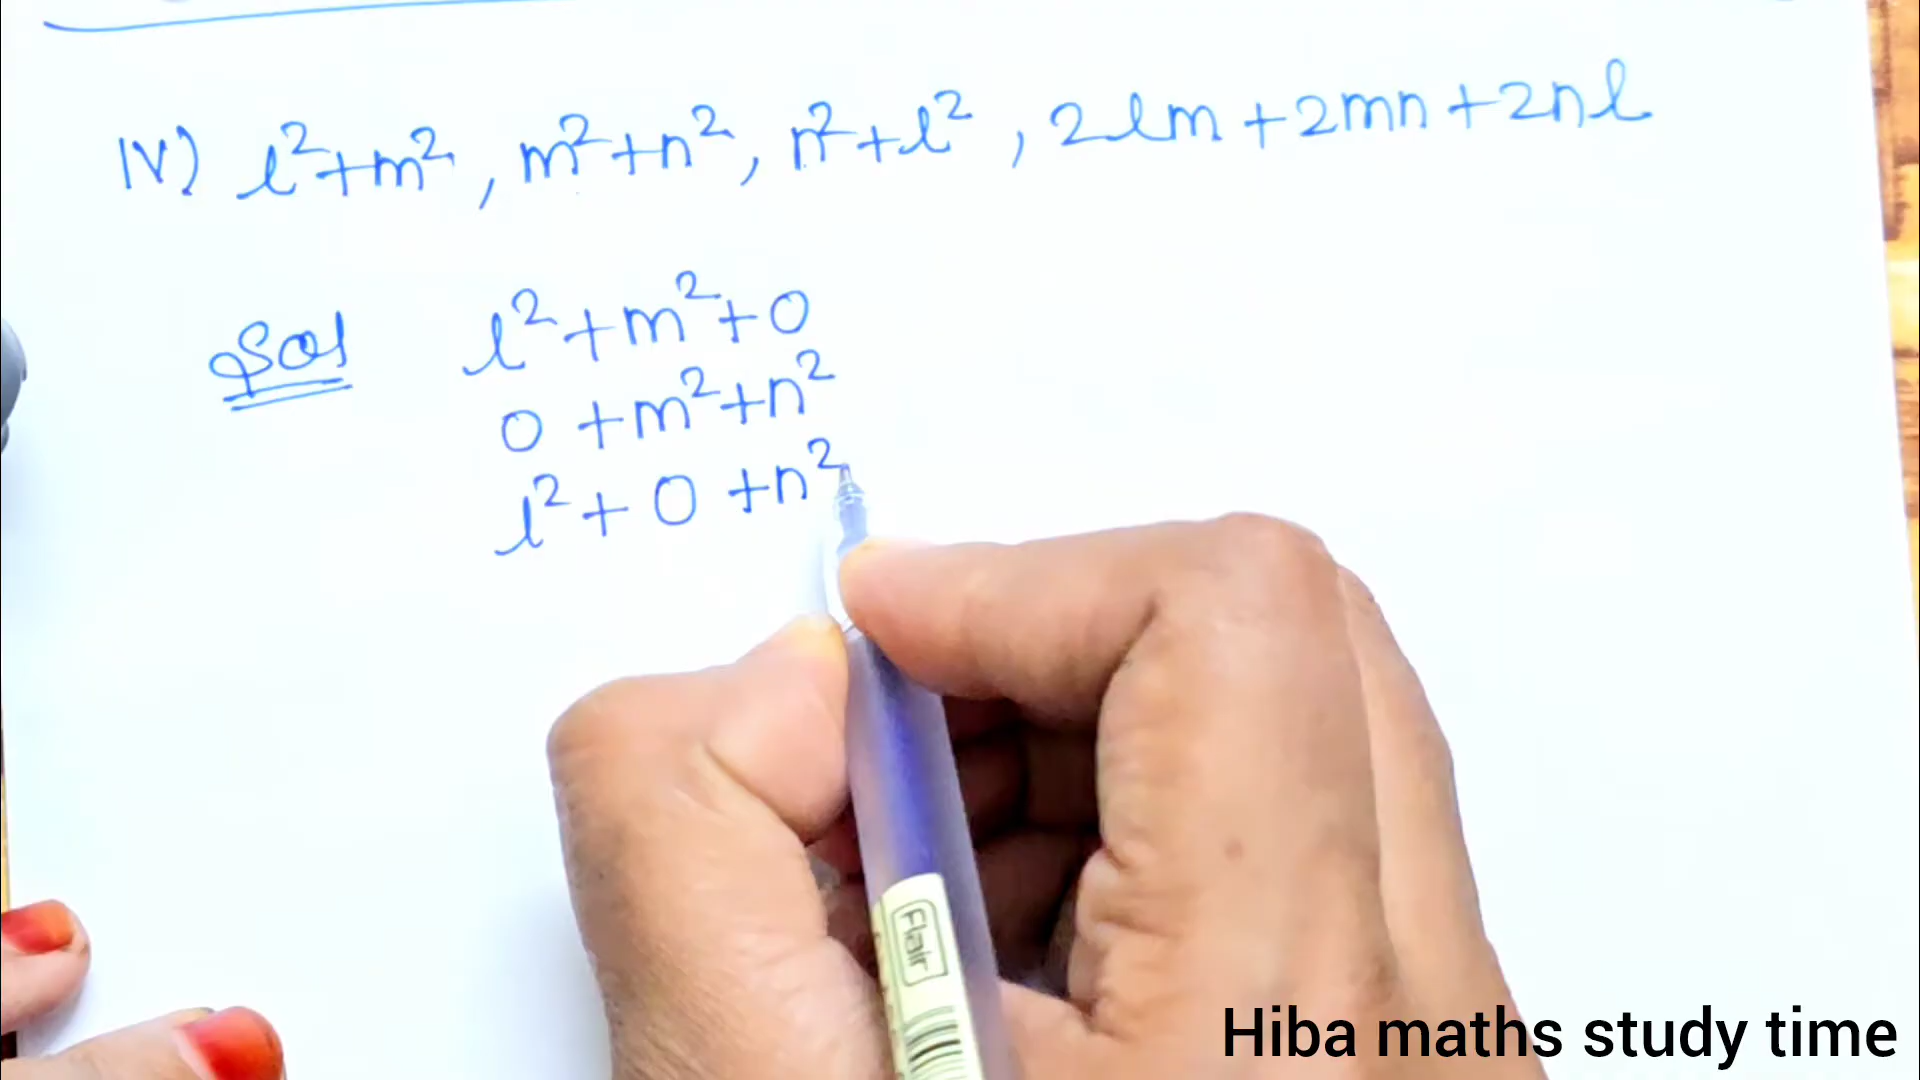 IV) l²+m², m²+n², n²+l², 2lm+2mn+2nl
Sol l²+m²+0
0 +m²+n²
l²+ 0 +n²
Flair
Hiba maths study time